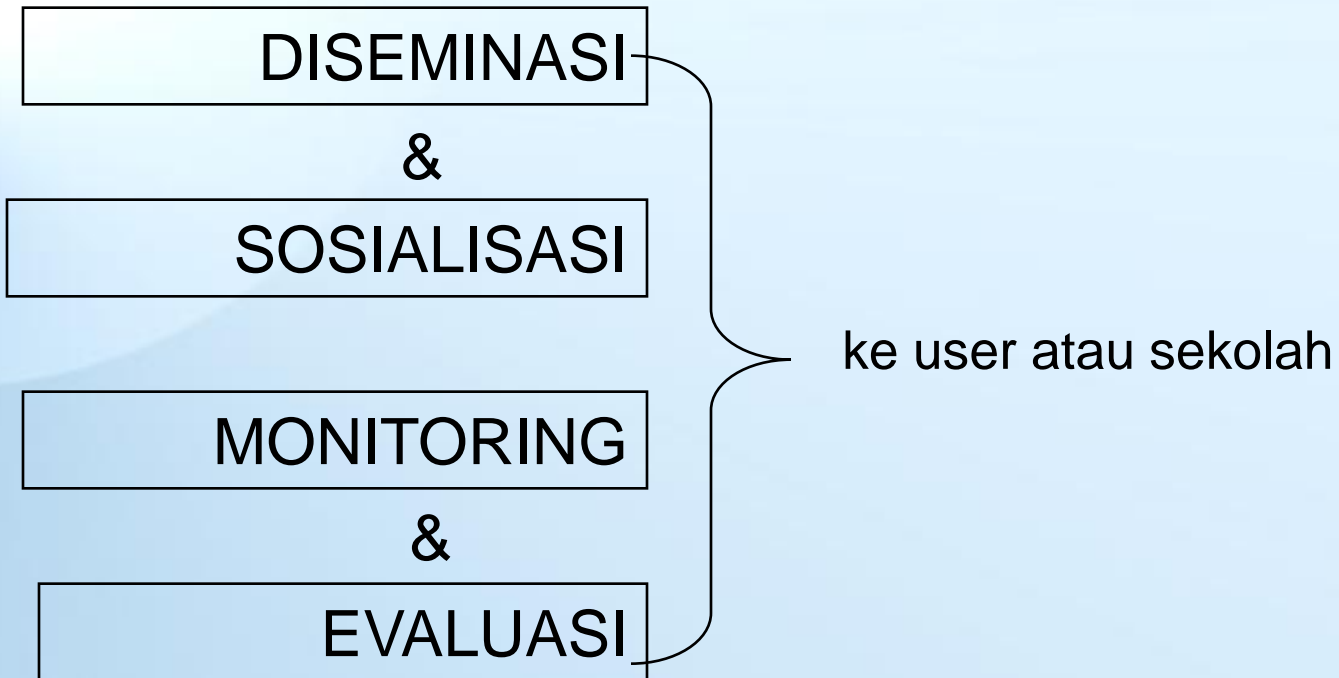 DISEMINASI
&
SOSIALISASI
ke user atau sekolah
MONITORING
&
EVALUASI